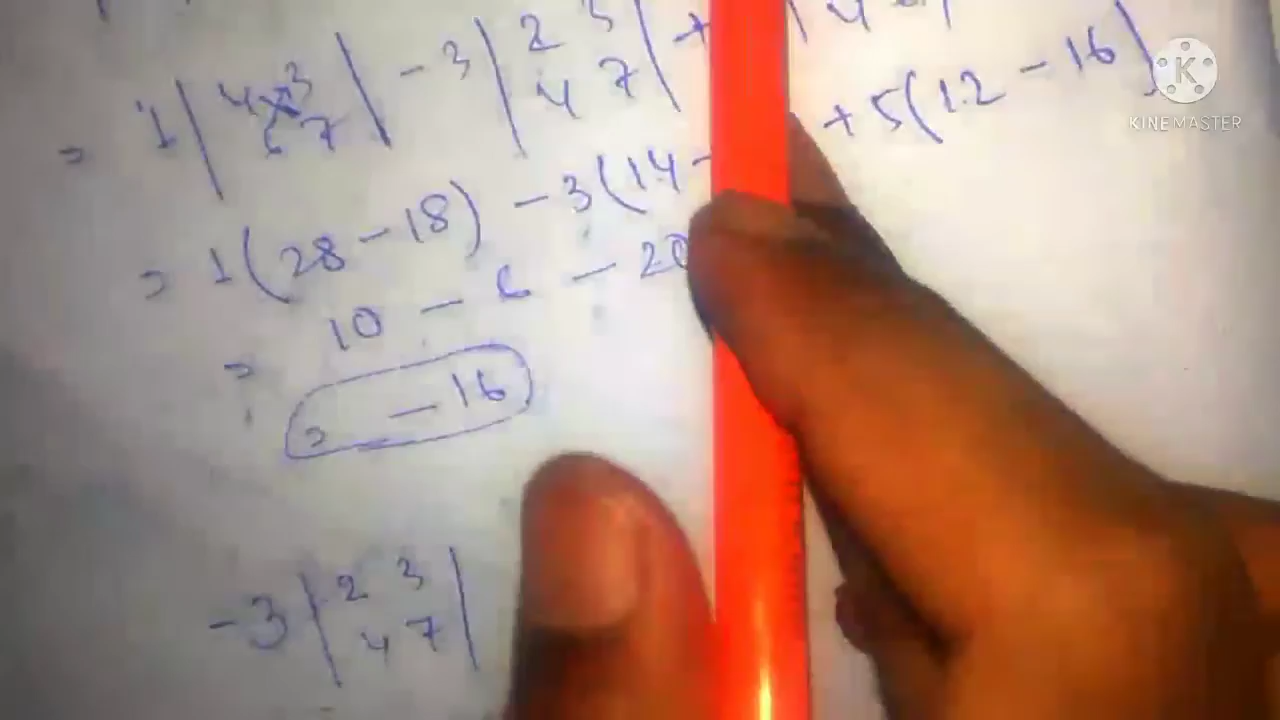 = 1| 4 3 | - 3| 2 3 | +
6 7 4 7
= 1(28 - 18) - 3(14 - + 5(12 - 16)
= 10 - 6 - 20
= - 16
- 3| 2 3 |
4 7
KINEMASTER